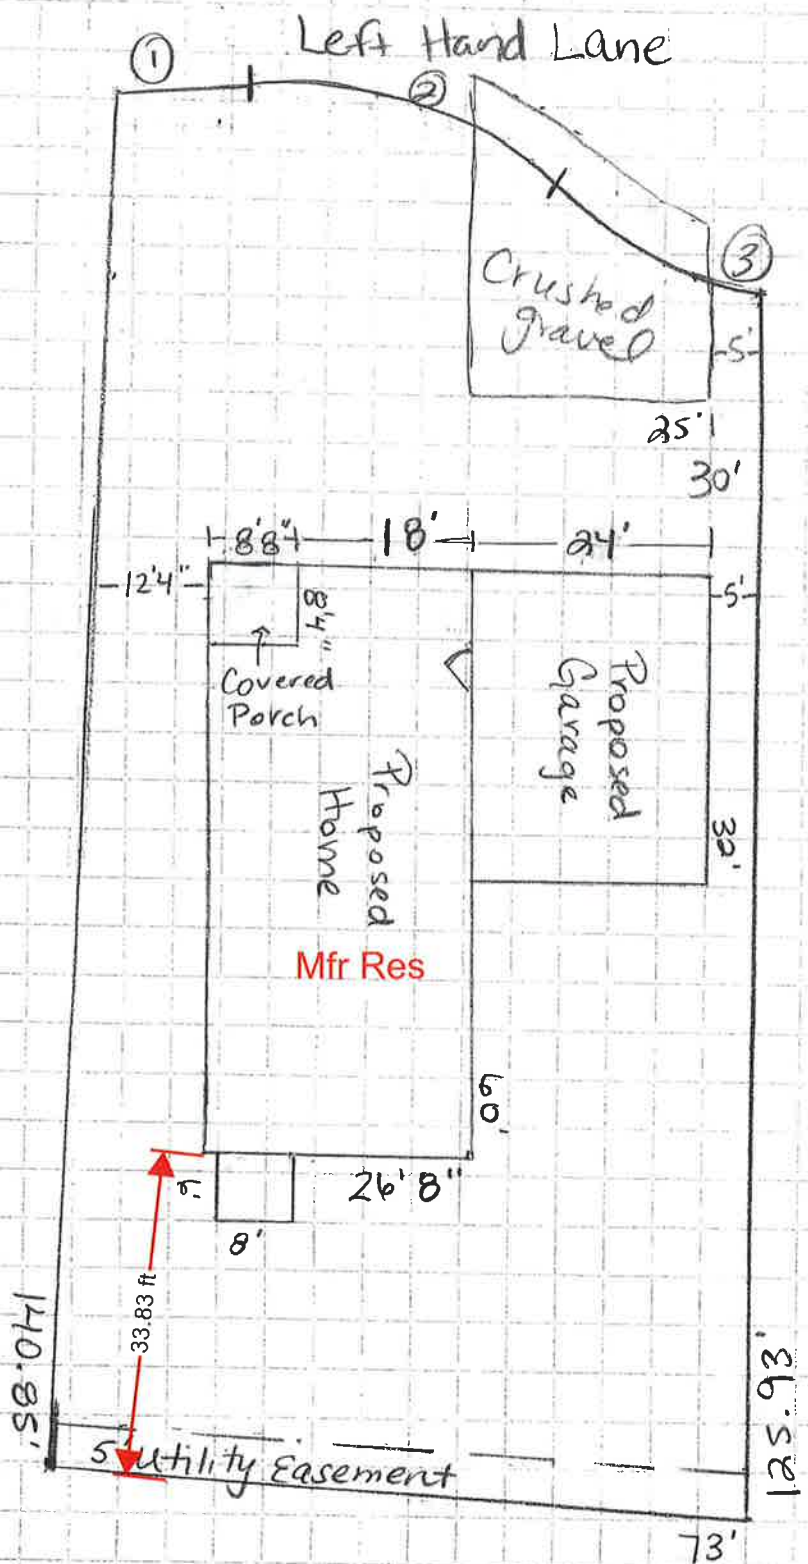 Left Hand Lane
①
②
③
Crushed
gravel
5'
25'
30'
8'8"
18'
24'
12'4"
5'
8'4"
Covered
Porch
Proposed
Garage
Proposed
Home
32'
Mfr Res
60'
26'8"
8'
33.83 ft
140.85'
125.93'
5' Utility Easement
73'